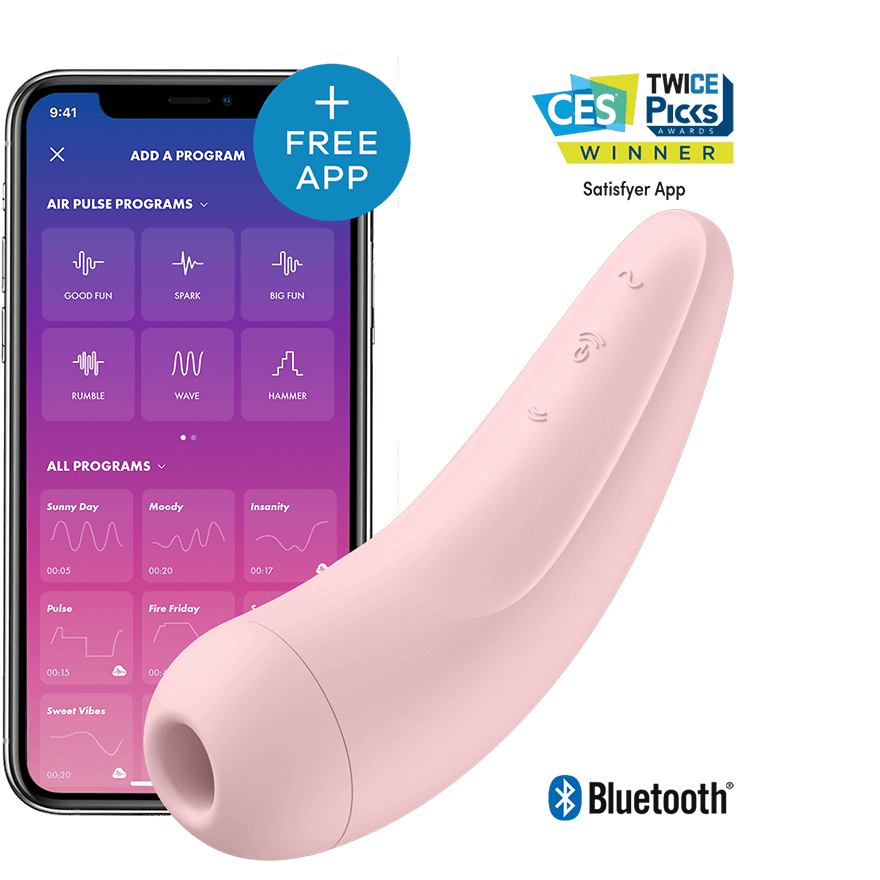 9:41
+
FREE
APP
ADD A PROGRAM
AIR PULSE PROGRAMS
GOOD FUN
SPARK
BIG FUN
RUMBLE
WAVE
HAMMER
ALL PROGRAMS
Sunny Day
Moody
Insanity
00:05
00:20
00:17
Pulse
Fire Friday
00:15
Sweet Vibes
00:20
CES
TWICE
Picks
AWARDS
WINNER
Satisfyer App
Bluetooth®